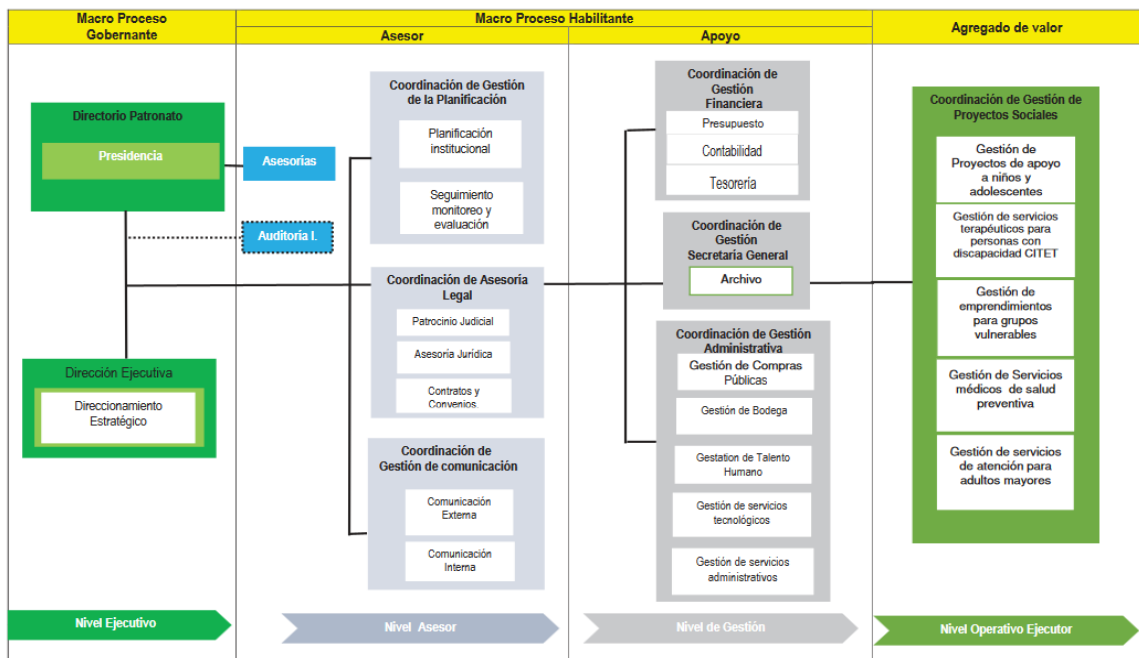 Macro Proceso
Gobernante
Macro Proceso Habilitante
Asesor
Apoyo
Agregado de valor
Directorio Patronato
Presidencia
Asesorías
Auditoría I.
Dirección Ejecutiva
Direccionamiento
Estratégico
Coordinación de Gestión
de la Planificación
Planificación
institucional
Seguimiento
monitoreo y
evaluación
Coordinación de Asesoría
Legal
Patrocinio Judicial
Asesoría Jurídica
Contratos y
Convenios.
Coordinación de
Gestión de comunicación
Comunicación
Externa
Comunicación
Interna
Coordinación de
Gestión
Financiera
Presupuesto
Contabilidad
Tesorería
Coordinación de
Gestión
Secretaría General
Archivo
Coordinación de Gestión
Administrativa
Gestión de Compras
Públicas
Gestión de Bodega
Gestation de Talento
Humano
Gestión de servicios
tecnológicos
Gestión de servicios
administrativos
Coordinación de Gestión de
Proyectos Sociales
Gestión de
Proyectos de apoyo
a niños y
adolescentes
Gestión de servicios
terapéuticos para
personas con
discapacidad CITET
Gestión de
emprendimientos
para grupos
vulnerables
Gestión de Servicios
médicos de salud
preventiva
Gestión de servicios
de atención para
adultos mayores
Nivel Ejecutivo
Nivel Asesor
Nivel de Gestión
Nivel Operativo Ejecutor